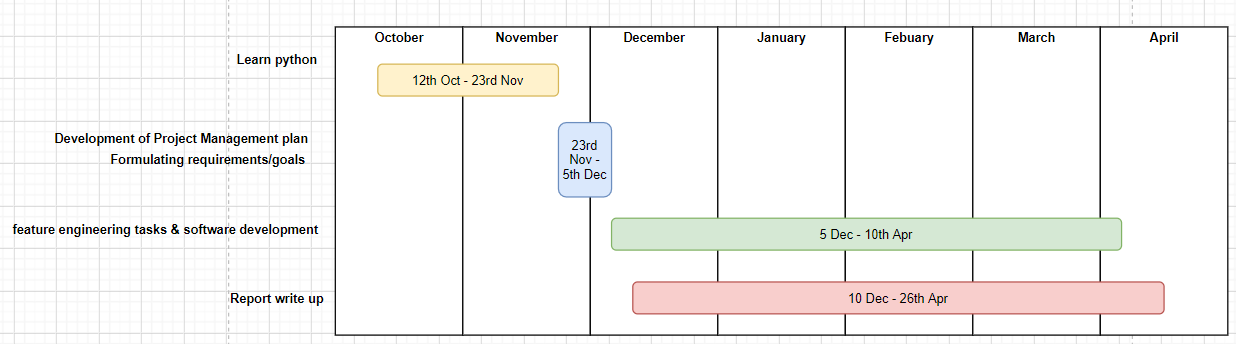 October November December January Febuary March April
Learn python
12th Oct - 23rd Nov
Development of Project Management plan
Formulating requirements/goals
23rd
Nov -
5th Dec
feature engineering tasks & software development
5 Dec - 10th Apr
Report write up
10 Dec - 26th Apr